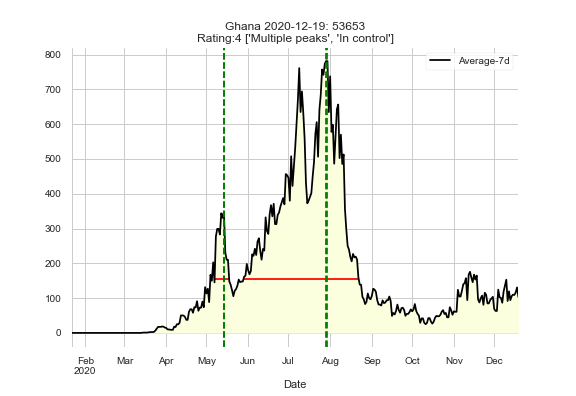 Ghana 2020-12-19: 53653
Rating:4 ['Multiple peaks', 'In control']
Average-7d
800
700
600
500
400
300
200
100
0
Feb Mar Apr May Jun Jul Aug Sep Oct Nov Dec
2020
Date